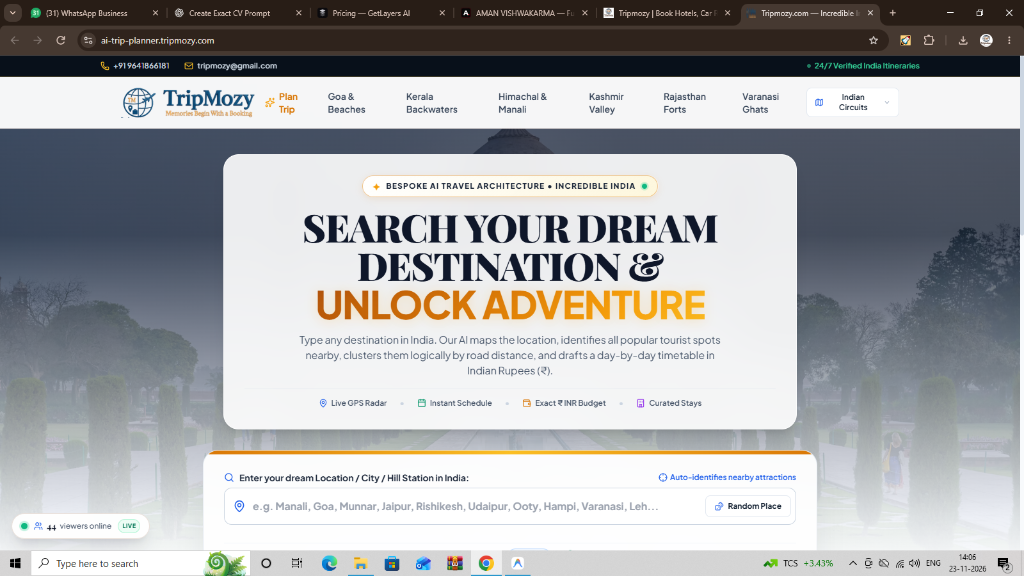 (31) WhatsApp Business
Create Exact CV Prompt
Pricing — GetLayers AI
AMAN VISHWAKARMA — Fu
Tripmozy | Book Hotels, Car R
Tripmozy.com — Incredible In
ai-trip-planner.tripmozy.com
+91 9641866181
tripmozy@gmail.com
24/7 Verified India Itineraries
TM
TripMozy
Memories Begin With a Booking
Plan Trip
Goa & Beaches
Kerala Backwaters
Himachal & Manali
Kashmir Valley
Rajasthan Forts
Varanasi Ghats
Indian Circuits
BESPOKE AI TRAVEL ARCHITECTURE • INCREDIBLE INDIA
SEARCH YOUR DREAM
DESTINATION &
UNLOCK ADVENTURE
Type any destination in India. Our AI maps the location, identifies all popular tourist spots
nearby, clusters them logically by road distance, and drafts a day-by-day timetable in
Indian Rupees (₹).
Live GPS Radar • Instant Schedule • Exact ₹ INR Budget • Curated Stays
Enter your dream Location / City / Hill Station in India:
Auto-identifies nearby attractions
e.g. Manali, Goa, Munnar, Jaipur, Rishikesh, Udaipur, Ooty, Hampi, Varanasi, Leh...
Random Place
44 viewers online LIVE
Type here to search
TCS +3.43%
ENG
14:06
23-11-2026
2